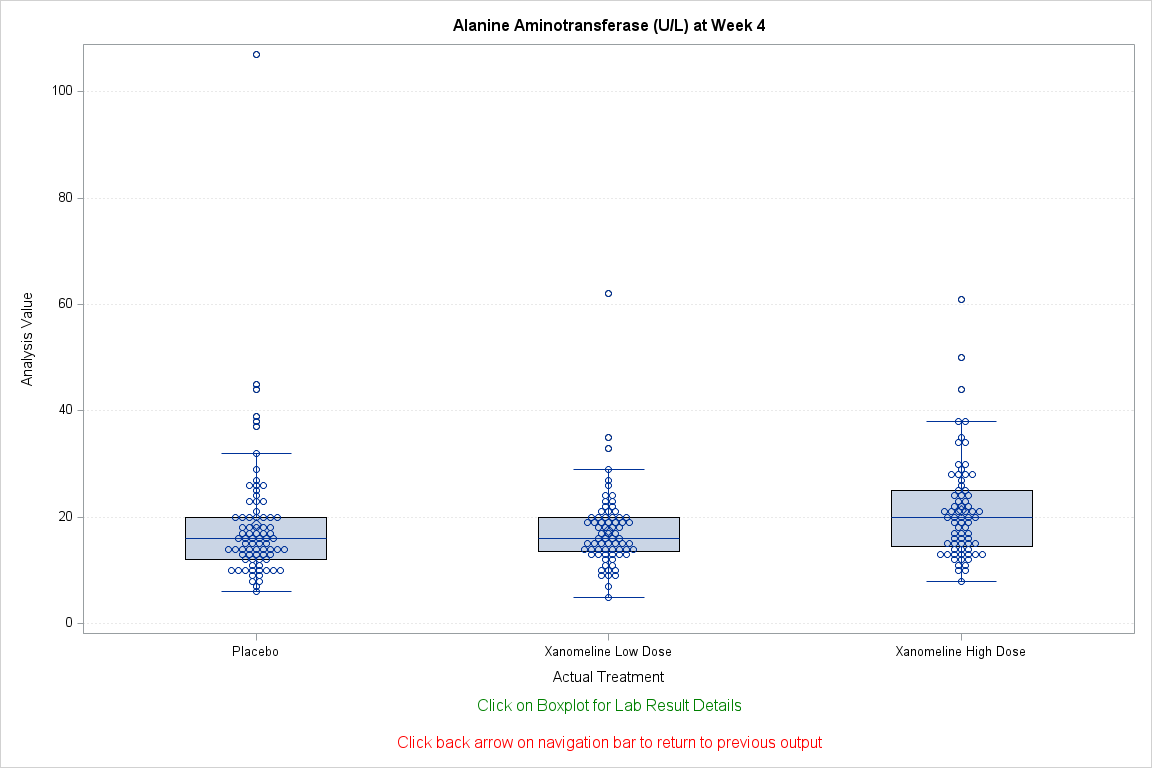 Alanine Aminotransferase (U/L) at Week 4
100
80
60
40
20
0
Analysis Value
Placebo
Xanomeline Low Dose
Xanomeline High Dose
Actual Treatment
Click on Boxplot for Lab Result Details
Click back arrow on navigation bar to return to previous output